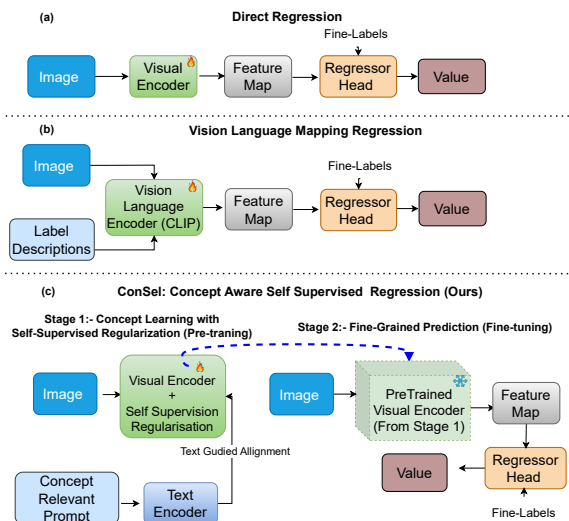 (a)
Direct Regression
Fine-Labels
Image
Visual
Encoder
Feature
Map
Regressor
Head
Value
(b)
Vision Language Mapping Regression
Image
Label
Descriptions
Vision
Language
Encoder (CLIP)
Feature
Map
Fine-Labels
Regressor
Head
Value
(c)
ConSel: Concept Aware Self Supervised Regression (Ours)
Stage 1:- Concept Learning with
Self-Supervised Regularization (Pre-traning)
Image
Visual Encoder
+
Self Supervision
Regularisation
Text Gudied Allignment
Concept
Relevant
Prompt
Text
Encoder
Stage 2:- Fine-Grained Prediction (Fine-tuning)
Image
PreTrained
Visual Encoder
(From Stage 1)
Feature
Map
Regressor
Head
Value
Fine-Labels